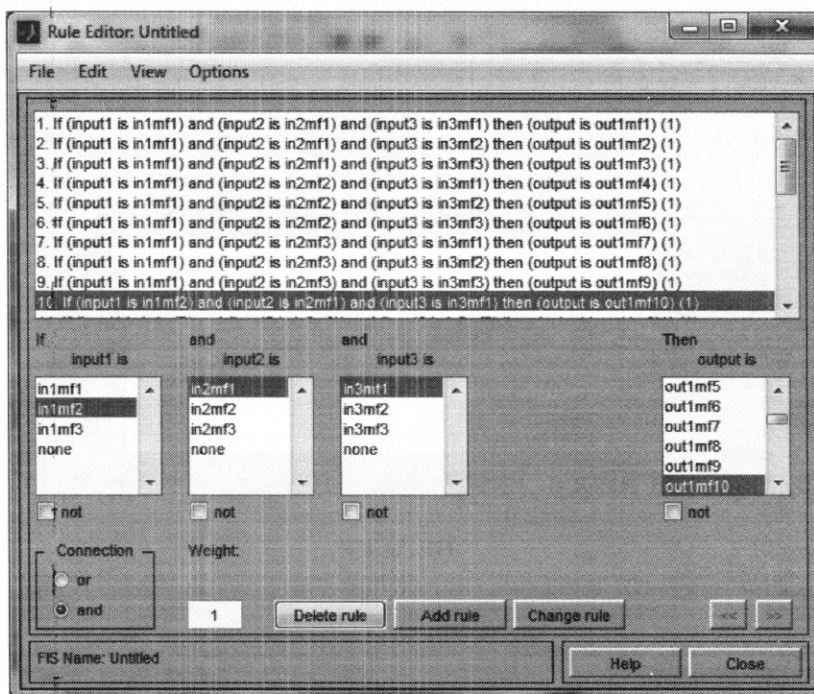 Rule Editor: Untitled
File Edit View Options
1. If (input1 is in1mf1) and (input2 is in2mf1) and (input3 is in3mf1) then (output is out1mf1) (1)
2. If (input1 is in1mf1) and (input2 is in2mf1) and (input3 is in3mf2) then (output is out1mf2) (1)
3. If (input1 is in1mf1) and (input2 is in2mf1) and (input3 is in3mf3) then (output is out1mf3) (1)
4. If (input1 is in1mf1) and (input2 is in2mf2) and (input3 is in3mf1) then (output is out1mf4) (1)
5. If (input1 is in1mf1) and (input2 is in2mf2) and (input3 is in3mf2) then (output is out1mf5) (1)
6. If (input1 is in1mf1) and (input2 is in2mf2) and (input3 is in3mf3) then (output is out1mf6) (1)
7. If (input1 is in1mf1) and (input2 is in2mf3) and (input3 is in3mf1) then (output is out1mf7) (1)
8. If (input1 is in1mf1) and (input2 is in2mf3) and (input3 is in3mf2) then (output is out1mf8) (1)
9. If (input1 is in1mf1) and (input2 is in2mf3) and (input3 is in3mf3) then (output is out1mf9) (1)
10. If (input1 is in1mf2) and (input2 is in2mf1) and (input3 is in3mf1) then (output is out1mf10) (1)
If and and Then
input1 is input2 is input3 is output is
in1mf1 in2mf1 in3mf1 out1mf5
in1mf2 in2mf2 in3mf2 out1mf6
in1mf3 in2mf3 in3mf3 out1mf7
none none none out1mf8
out1mf9
out1mf10
not not not not
Connection Weight:
or
and 1 Delete rule Add rule Change rule << >>
FIS Name: Untitled Help Close